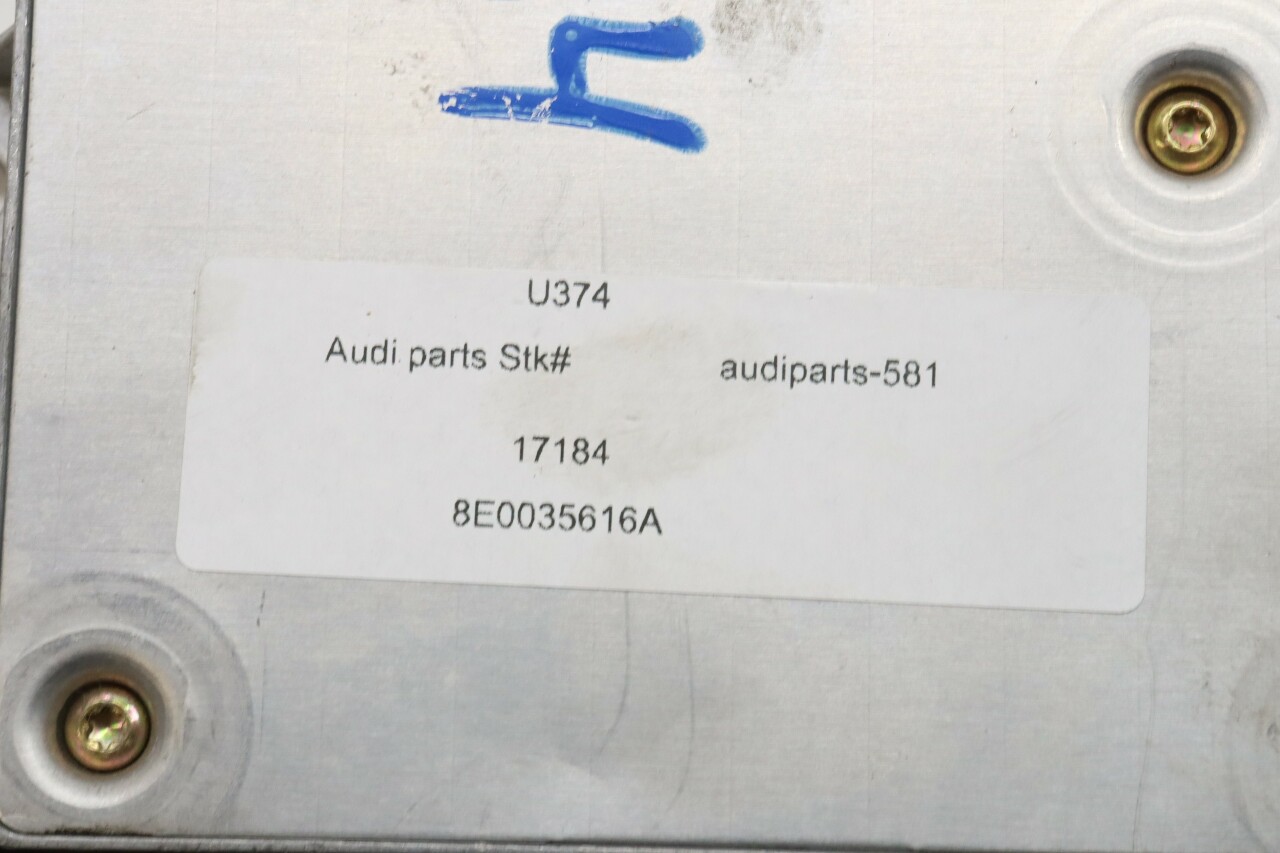 U374
Audi parts Stk# audiparts-581
17184
8E0035616A